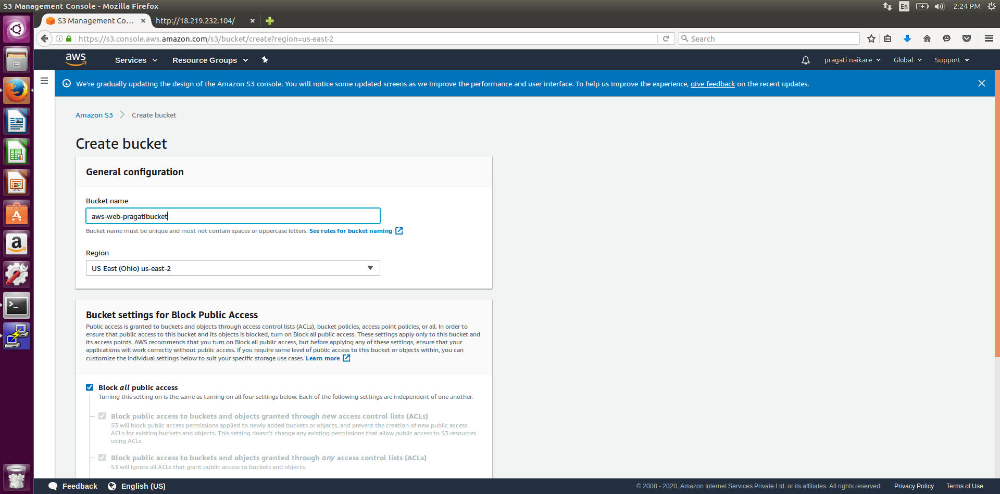 S3 Management Console - Mozilla Firefox
En
2:24 PM
S3 Management Co...
http://18.219.232.104/
https://s3.console.aws.amazon.com/s3/bucket/create?region=us-east-2
Search
aws
Services
Resource Groups
pragati naikare
Global
Support
We're gradually updating the design of the Amazon S3 console. You will notice some updated screens as we improve the performance and user interface. To help us improve the experience, give feedback on the recent updates.
Amazon S3
Create bucket
Create bucket
General configuration
Bucket name
aws-web-pragatibucket
Bucket name must be unique and must not contain spaces or uppercase letters. See rules for bucket naming
Region
US East (Ohio) us-east-2
Bucket settings for Block Public Access
Public access is granted to buckets and objects through access control lists (ACLs), bucket policies, access point policies, or all. In order to
ensure that public access to this bucket and its objects is blocked, turn on Block all public access. These settings apply only to this bucket and
its access points. AWS recommends that you turn on Block all public access, but before applying any of these settings, ensure that your
applications will work correctly without public access. If you require some level of public access to this bucket or objects within, you can
customize the individual settings below to suit your specific storage use cases. Learn more
Block all public access
Turning this setting on is the same as turning on all four settings below. Each of the following settings are independent of one another.
Block public access to buckets and objects granted through new access control lists (ACLs)
S3 will block public access permissions applied to newly added buckets or objects, and prevent the creation of new public access
ACLs for existing buckets and objects. This setting doesn't change any existing permissions that allow public access to S3 resources
using ACLs.
Block public access to buckets and objects granted through any access control lists (ACLs)
S3 will ignore all ACLs that grant public access to buckets and objects.
Feedback
English (US)
© 2008 - 2020, Amazon Internet Services Private Ltd. or its affiliates. All rights reserved.
Privacy Policy
Terms of Use